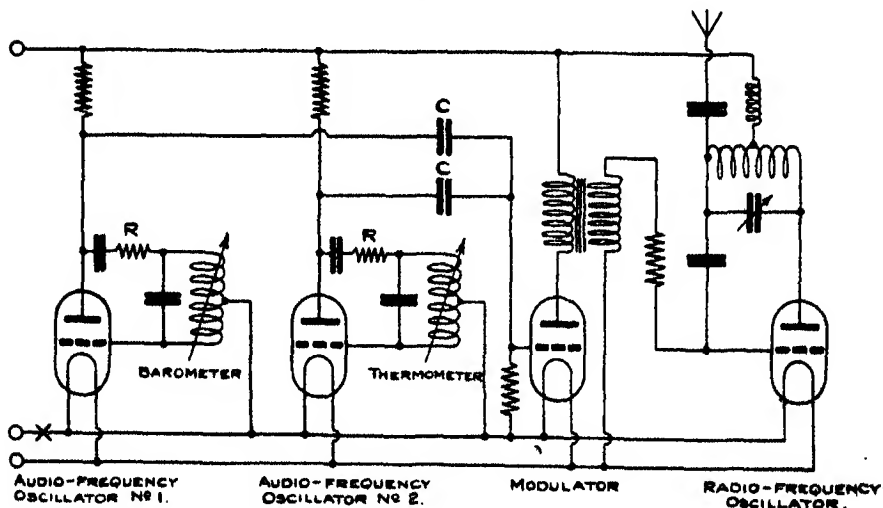 C
C
R
R
BAROMETER
THERMOMETER
AUDIO-FREQUENCY
OSCILLATOR Nº 1.
AUDIO-FREQUENCY
OSCILLATOR Nº 2.
MODULATOR
RADIO-FREQUENCY
OSCILLATOR.